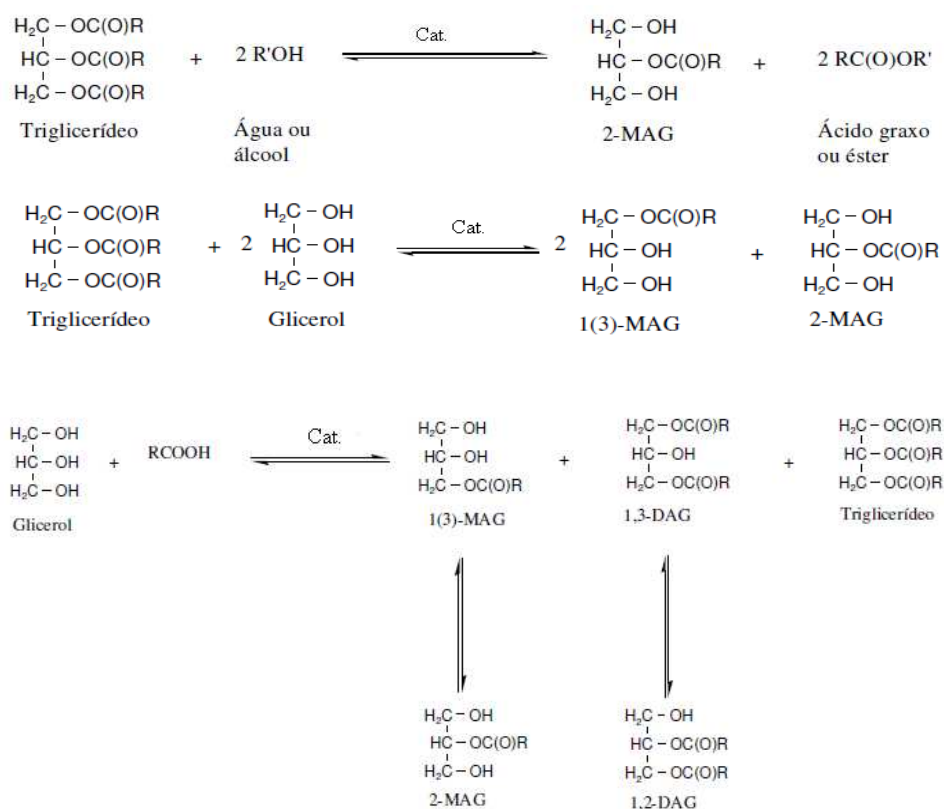 H₂C – OC(O)R
HC – OC(O)R + 2 R'OH Cat.
H₂C – OC(O)R
H₂C – OH
HC – OC(O)R + 2 RC(O)OR'
H₂C – OH
Triglicerídeo
Água ou
álcool
2-MAG
Ácido graxo
ou éster
H₂C – OC(O)R
HC – OC(O)R
H₂C – OC(O)R
+ 2
H₂C – OH
HC – OH
H₂C – OH
Cat.
2
H₂C – OC(O)R
HC – OH
H₂C – OH
+
H₂C – OH
HC – OC(O)R
H₂C – OH
Triglicerídeo
Glicerol
1(3)-MAG
2-MAG
H₂C – OH
HC – OH
H₂C – OH
+ RCOOH
Cat.
H₂C – OH
HC – OH
H₂C – OC(O)R
+
H₂C – OC(O)R
HC – OH
H₂C – OC(O)R
+
H₂C – OC(O)R
HC – OC(O)R
H₂C – OC(O)R
Glicerol
1(3)-MAG
1,3-DAG
Triglicerídeo
H₂C – OH
HC – OC(O)R
H₂C – OH
2-MAG
H₂C – OH
HC – OC(O)R
H₂C – OC(O)R
1,2-DAG